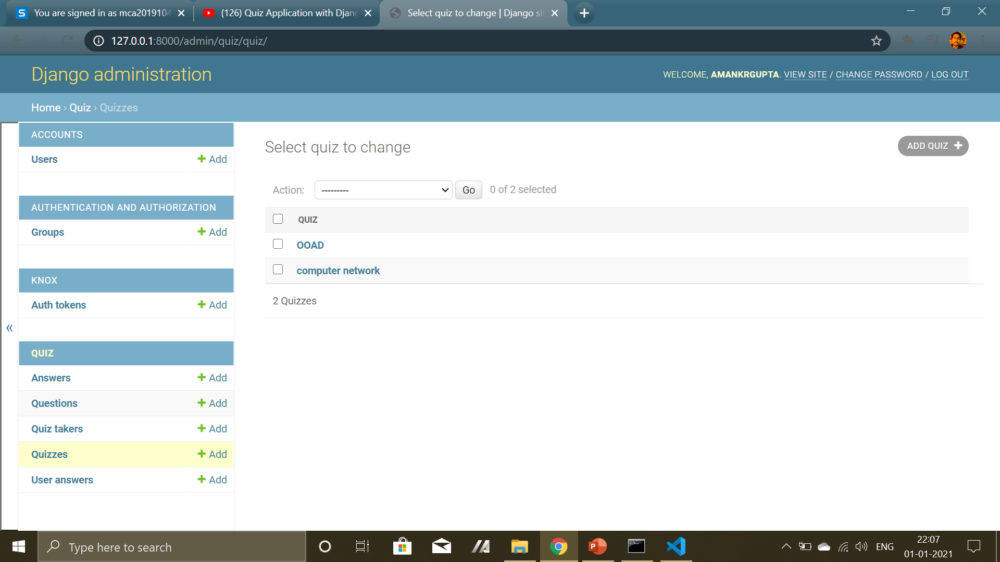 You are signed in as mca2019104
(126) Quiz Application with Djang
Select quiz to change | Django sit
127.0.0.1:8000/admin/quiz/quiz/
Django administration
WELCOME, AMANKRGUPTA. VIEW SITE / CHANGE PASSWORD / LOG OUT
Home › Quiz › Quizzes
ACCOUNTS
Users Add
AUTHENTICATION AND AUTHORIZATION
Groups Add
KNOX
Auth tokens Add
«
QUIZ
Answers Add
Questions Add
Quiz takers Add
Quizzes Add
User answers Add
Select quiz to change
ADD QUIZ +
Action: --------- Go 0 of 2 selected
QUIZ
OOAD
computer network
2 Quizzes
Type here to search
ENG
22:07
01-01-2021